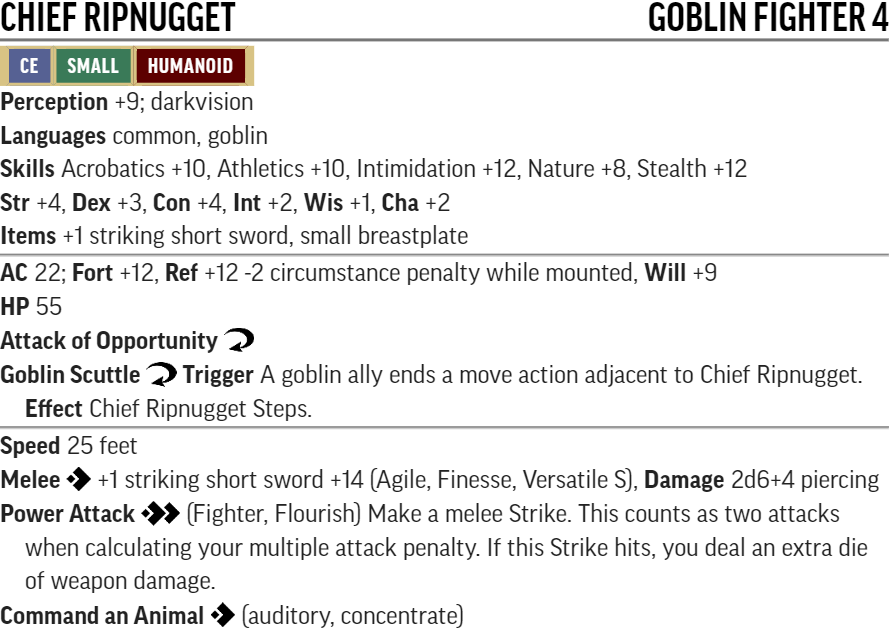 CHIEF RIPNUGGET GOBLIN FIGHTER 4
CE SMALL HUMANOID
Perception +9; darkvision
Languages common, goblin
Skills Acrobatics +10, Athletics +10, Intimidation +12, Nature +8, Stealth +12
Str +4, Dex +3, Con +4, Int +2, Wis +1, Cha +2
Items +1 striking short sword, small breastplate
AC 22; Fort +12, Ref +12 -2 circumstance penalty while mounted, Will +9
HP 55
Attack of Opportunity
Goblin Scuttle Trigger A goblin ally ends a move action adjacent to Chief Ripnugget.
Effect Chief Ripnugget Steps.
Speed 25 feet
Melee +1 striking short sword +14 (Agile, Finesse, Versatile S), Damage 2d6+4 piercing
Power Attack (Fighter, Flourish) Make a melee Strike. This counts as two attacks
when calculating your multiple attack penalty. If this Strike hits, you deal an extra die
of weapon damage.
Command an Animal (auditory, concentrate)